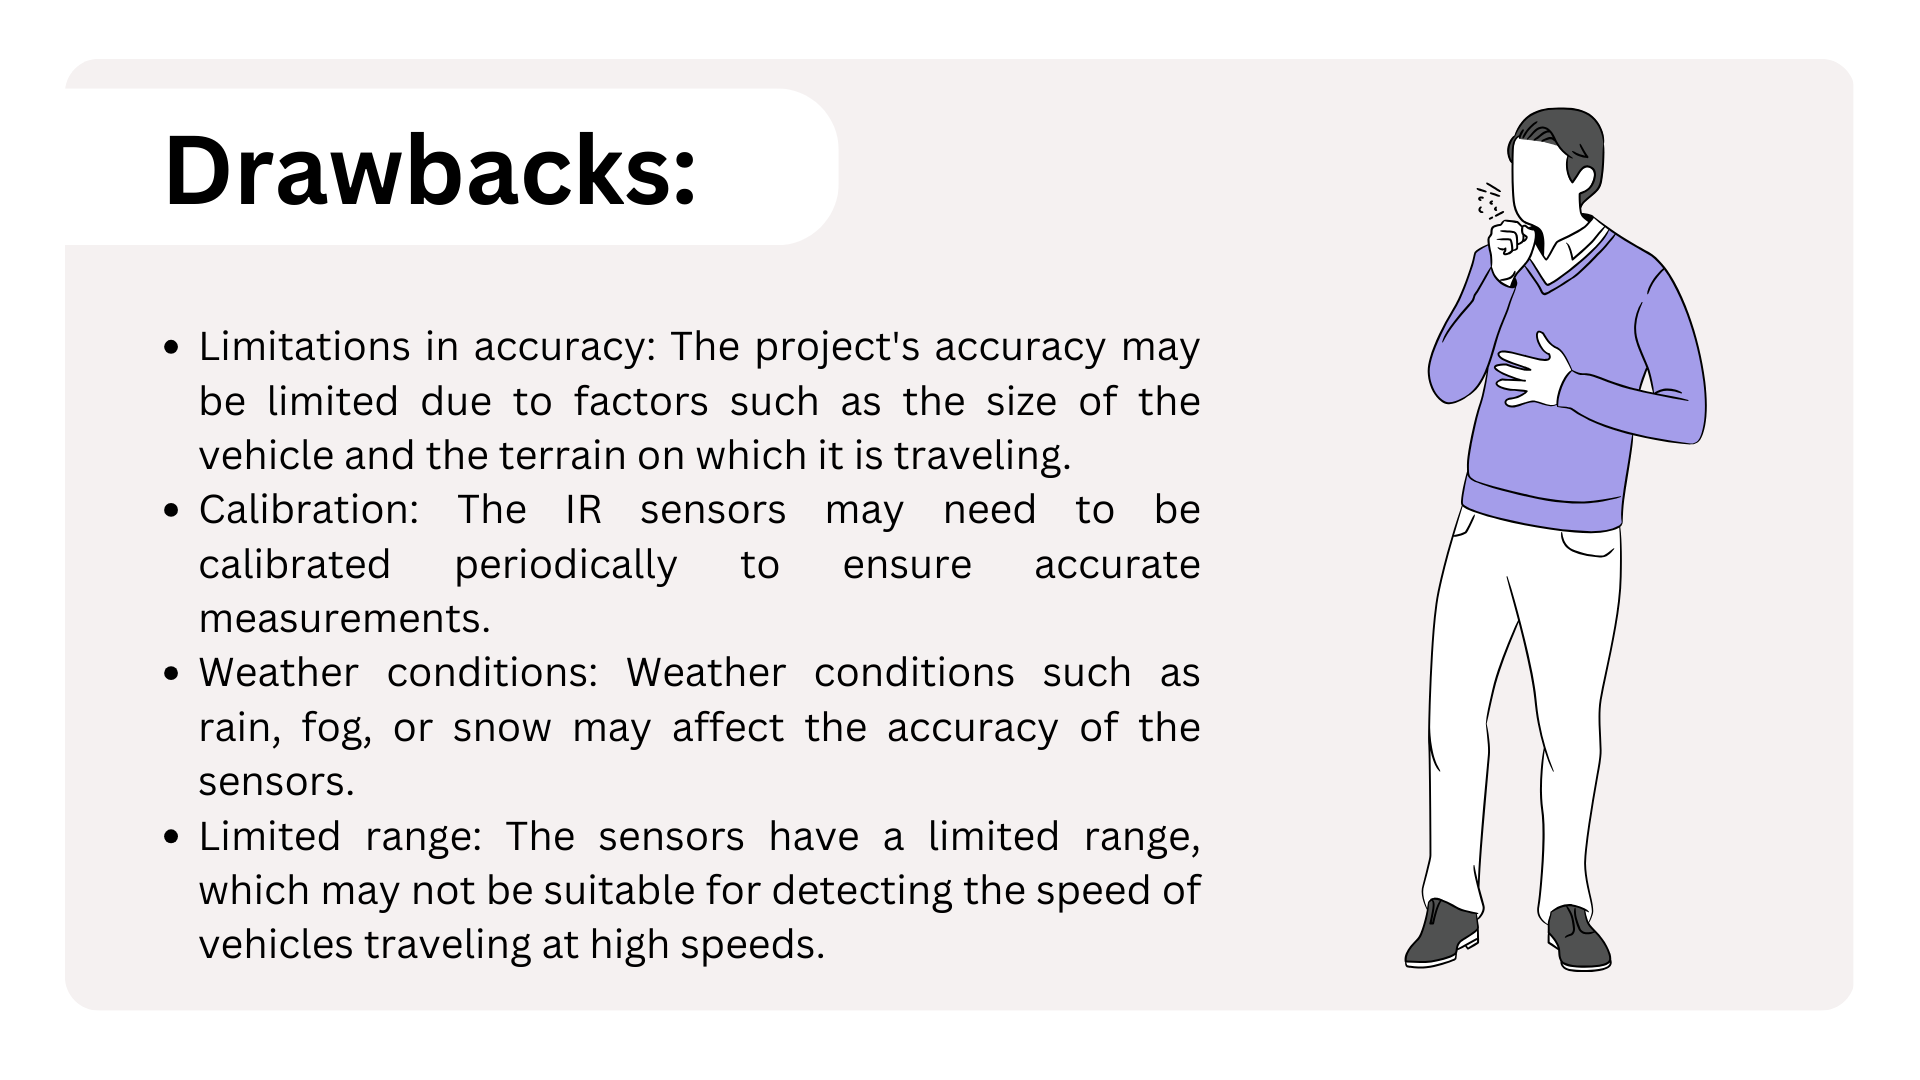 Drawbacks:
• Limitations in accuracy: The project's accuracy may
be limited due to factors such as the size of the
vehicle and the terrain on which it is traveling.
• Calibration: The IR sensors may need to be
calibrated periodically to ensure accurate
measurements.
• Weather conditions: Weather conditions such as
rain, fog, or snow may affect the accuracy of the
sensors.
• Limited range: The sensors have a limited range,
which may not be suitable for detecting the speed of
vehicles traveling at high speeds.